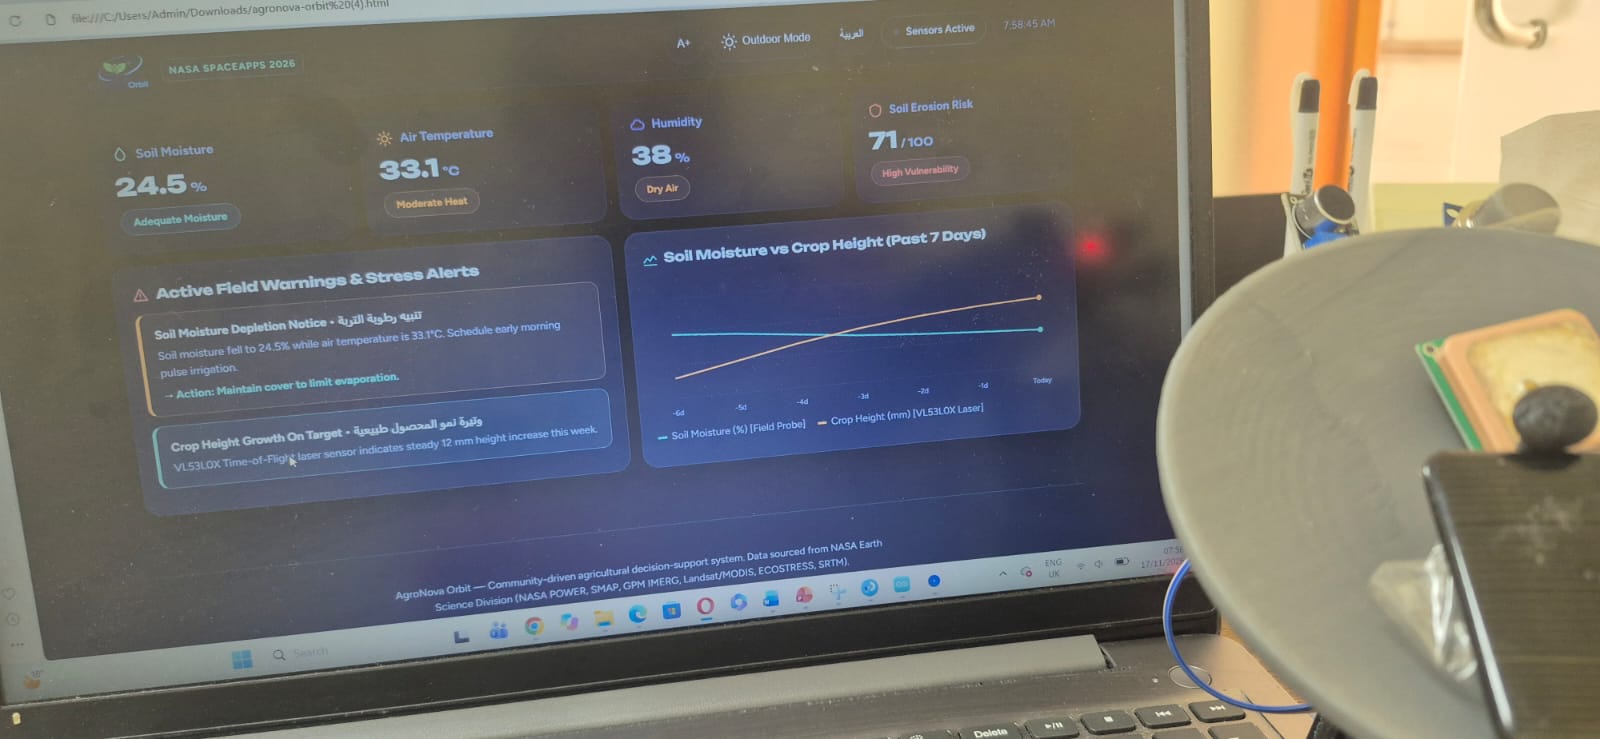 file:///C:/Users/Admin/Downloads/agronova-orbit%20(4).html
Orbit
NASA SPACEAPPS 2026
A+
Outdoor Mode
العربية
Sensors Active
7:58:45 AM
Soil Moisture
24.5 %
Adequate Moisture
Air Temperature
33.1 °C
Moderate Heat
Humidity
38 %
Dry Air
Soil Erosion Risk
71 /100
High Vulnerability
Active Field Warnings & Stress Alerts
Soil Moisture Depletion Notice • تنبيه رطوبة التربة
Soil moisture fell to 24.5% while air temperature is 33.1°C. Schedule early morning
pulse irrigation.
→ Action: Maintain cover to limit evaporation.
Crop Height Growth On Target • وتيرة نمو المحصول طبيعية
VL53L0X Time-of-Flight laser sensor indicates steady 12 mm height increase this week.
Soil Moisture vs Crop Height (Past 7 Days)
-6d
-5d
-4d
-3d
-2d
-1d
Today
Soil Moisture (%) [Field Probe]
Crop Height (mm) [VL53L0X Laser]
AgroNova Orbit — Community-driven agricultural decision-support system. Data sourced from NASA Earth
Science Division (NASA POWER, SMAP, GPM IMERG, Landsat/MODIS, ECOSTRESS, SRTM).
Search
ENG
UK
Delete